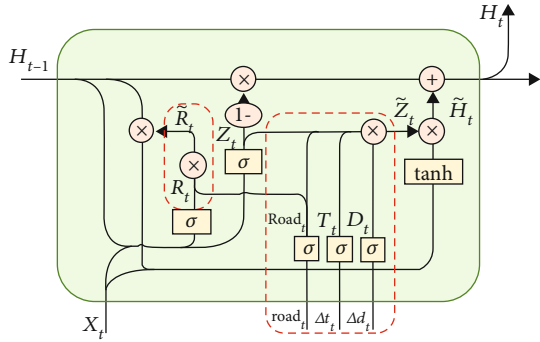 H_t
H_{t-1}
×
+
1-
R̃_t
Z_t
Z̃_t
H̃_t
×
×
×
×
σ
tanh
R_t
σ
Road_t
T_t
D_t
σ
σ
σ
X_t
road_t
Δt_t
Δd_t